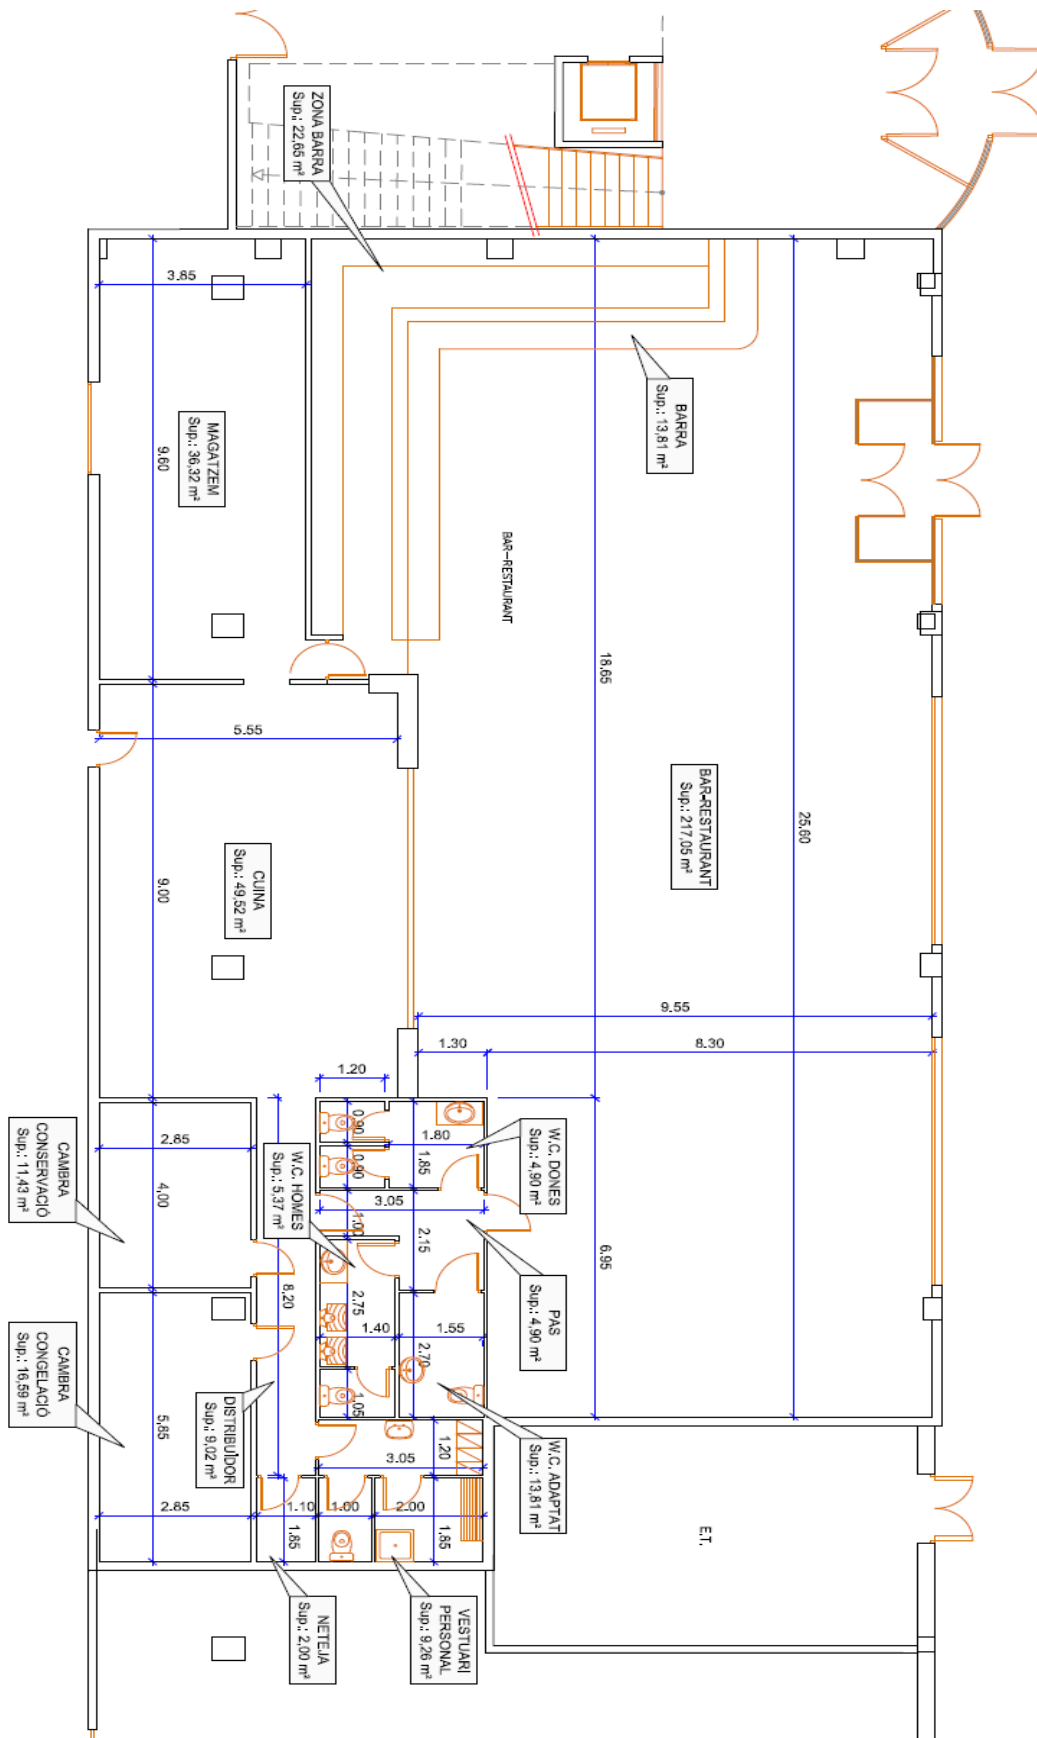 ZONA BARRA
Sup.: 22,65 m²
3.85
BARRA
Sup.: 13,81 m²
MAGATZEM
Sup.: 36,32 m²
9.60
BAR-RESTAURANT
18.65
5.55
BAR-RESTAURANT
Sup.: 217,05 m²
25.60
CUINA
Sup.: 49,52 m²
9.00
9.55
1.30
8.30
1.20
0.90
1.80
W.C. DONES
Sup.: 4,90 m²
2.85
CAMBRA
CONSERVACIÓ
Sup.: 11,43 m²
4.00
W.C. HOMES
Sup.: 5,37 m²
0.90
1.85
3.05
1.00
2.15
6.95
PAS
Sup.: 4,90 m²
8.20
2.75
1.40
1.55
2.70
CAMBRA
CONGELACIÓ
Sup.: 16,59 m²
5.85
DISTRIBUÏDOR
Sup.: 9,02 m²
1.05
3.05
1.20
W.C. ADAPTAT
Sup.: 13,81 m²
2.85
1.10
1.00
2.00
1.85
1.85
E.T.
NETEJA
Sup.: 2,00 m²
VESTUARI
PERSONAL
Sup.: 9,26 m²